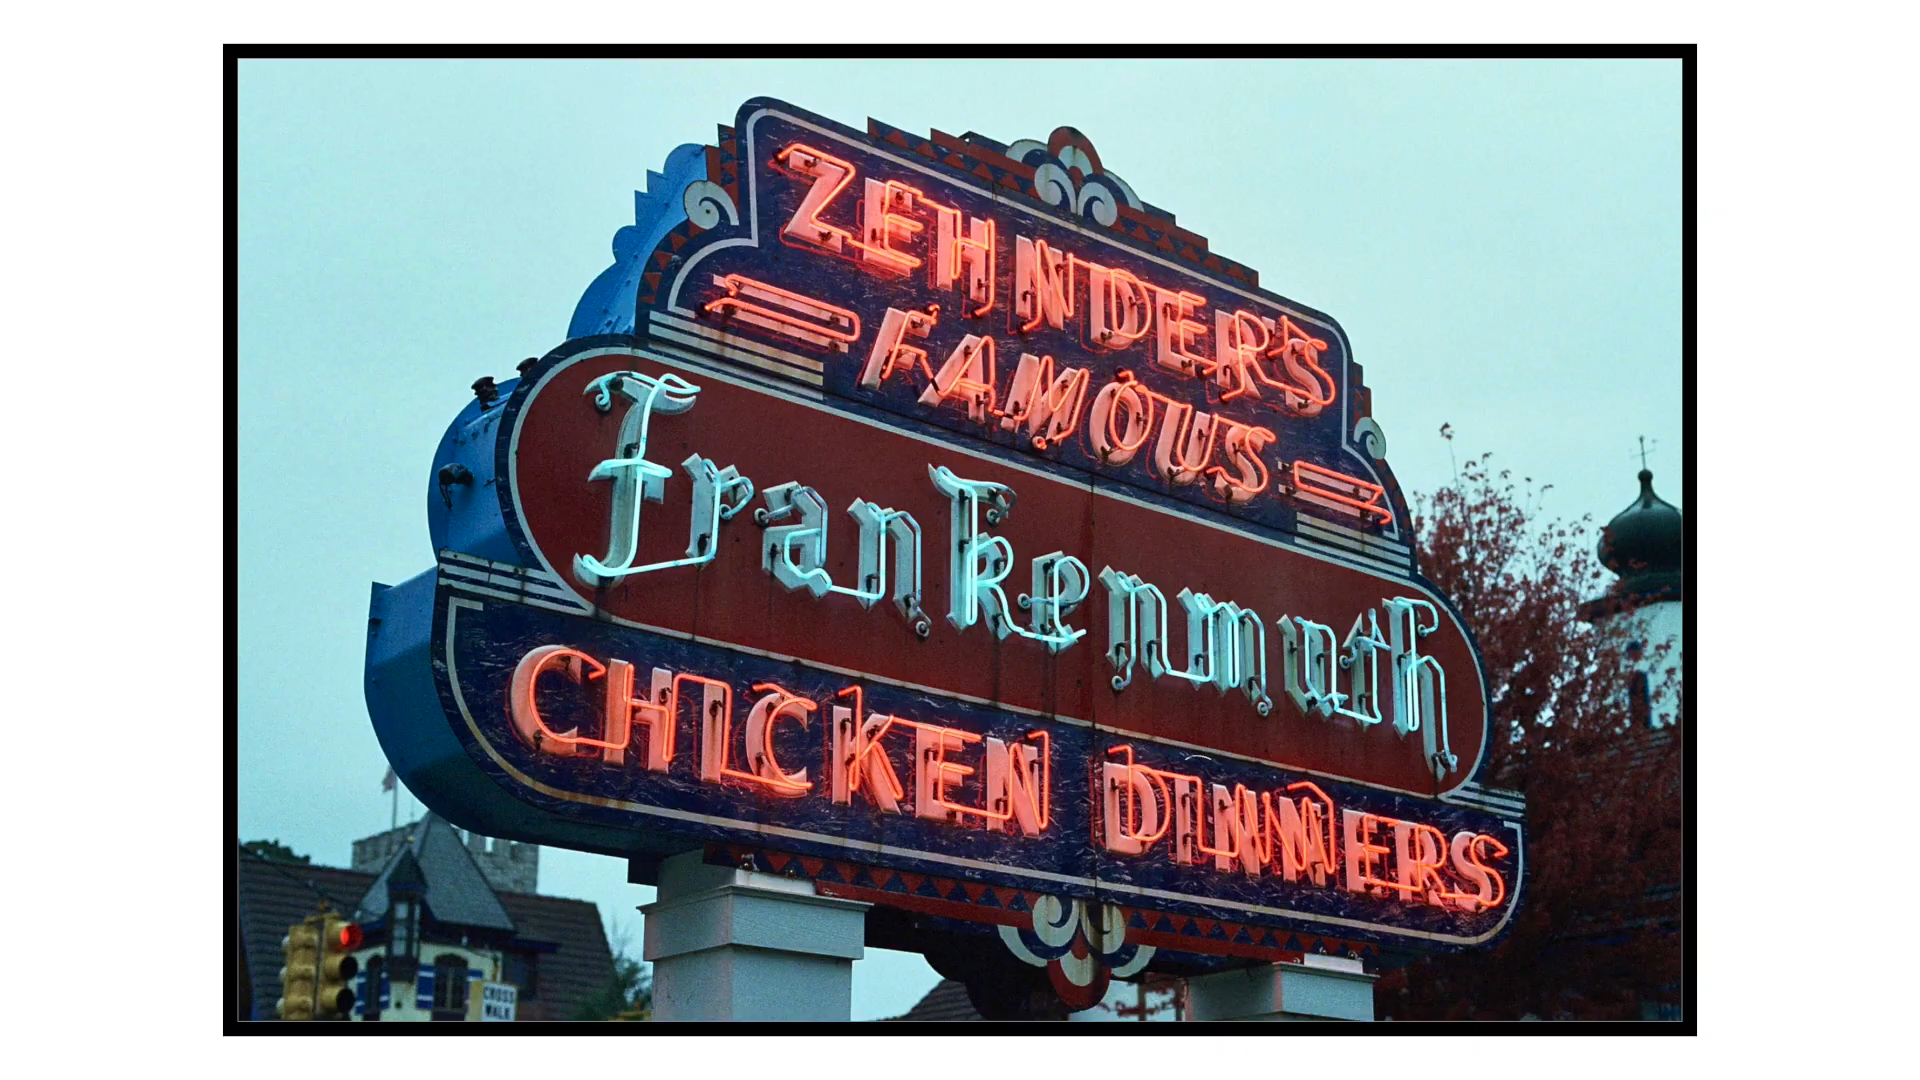 ZEHNDER'S
FAMOUS
Frankenmuth
CHICKEN DINNERS
CROSS
WALK